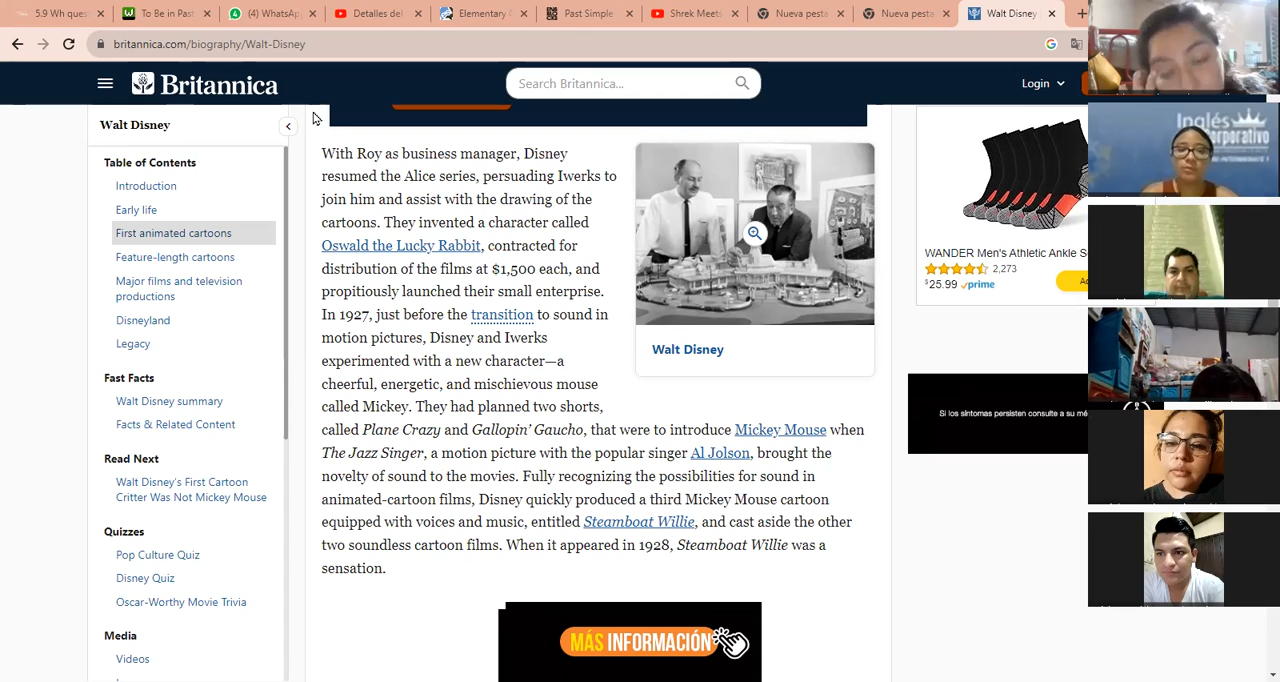 5.9 Wh quest
To Be in Past
(4) WhatsApp
Detalles del
Elementary
Past Simple
Shrek Meets
Nueva pesta
Nueva pesta
Walt Disney
britannica.com/biography/Walt-Disney
Britannica
Search Britannica...
Login
Walt Disney
Table of Contents
Introduction
Early life
First animated cartoons
Feature-length cartoons
Major films and television
productions
Disneyland
Legacy
Fast Facts
Walt Disney summary
Facts & Related Content
Read Next
Walt Disney's First Cartoon
Critter Was Not Mickey Mouse
Quizzes
Pop Culture Quiz
Disney Quiz
Oscar-Worthy Movie Trivia
Media
Videos
With Roy as business manager, Disney
resumed the Alice series, persuading Iwerks to
join him and assist with the drawing of the
cartoons. They invented a character called
Oswald the Lucky Rabbit, contracted for
distribution of the films at $1,500 each, and
propitiously launched their small enterprise.
In 1927, just before the transition to sound in
motion pictures, Disney and Iwerks
experimented with a new character—a
cheerful, energetic, and mischievous mouse
called Mickey. They had planned two shorts,
called Plane Crazy and Gallopin' Gaucho, that were to introduce Mickey Mouse when
The Jazz Singer, a motion picture with the popular singer Al Jolson, brought the
novelty of sound to the movies. Fully recognizing the possibilities for sound in
animated-cartoon films, Disney quickly produced a third Mickey Mouse cartoon
equipped with voices and music, entitled Steamboat Willie, and cast aside the other
two soundless cartoon films. When it appeared in 1928, Steamboat Willie was a
sensation.
Walt Disney
MÁS INFORMACIÓN
WANDER Men's Athletic Ankle S
2,273
$25.99 prime
Si los síntomas persisten consulte a su mé
Inglés
Corporativo